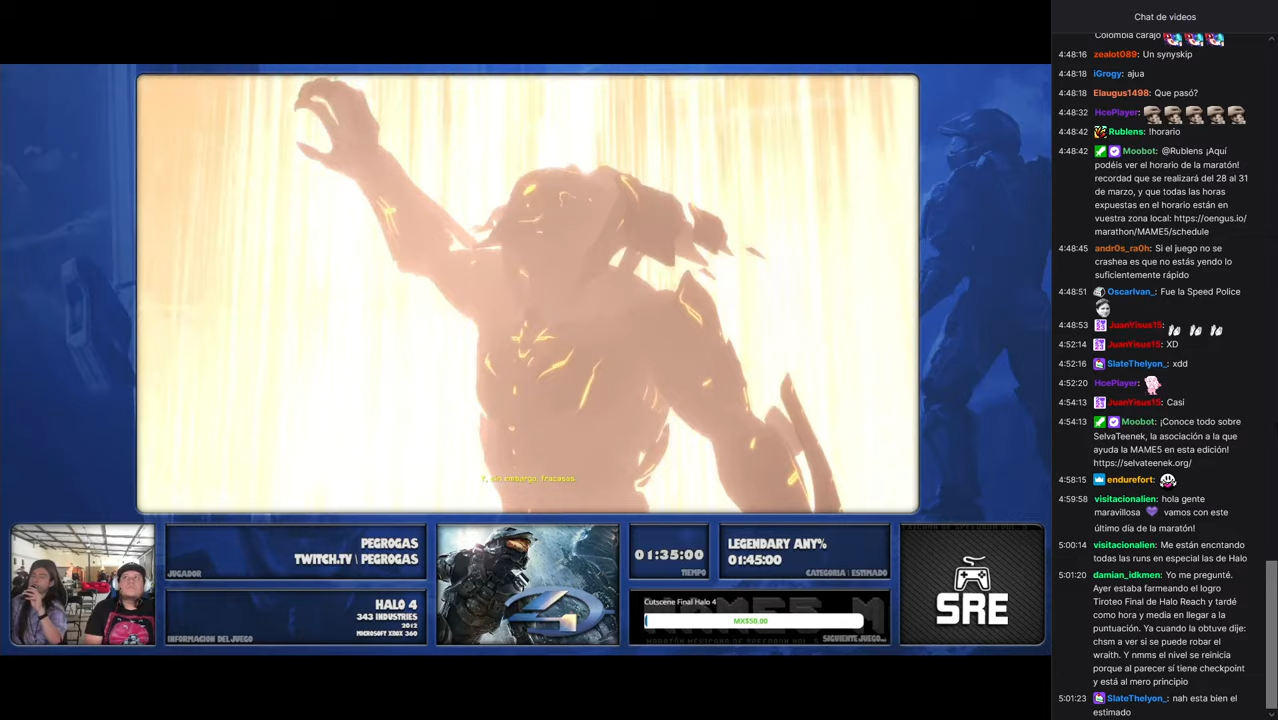 Chat de videos
Colombia carajo
4:48:16 zealot089: Un synyskip
4:48:18 iGrogy: ajua
4:48:18 Elaugus1498: Que pasó?
4:48:32 HcePlayer:
4:48:42 Rublens: !horario
4:48:42 Moobot: @Rublens ¡Aquí
podéis ver el horario de la maratón!
recordad que se realizará del 28 al 31
de marzo, y que todas las horas
expuestas en el horario están en
vuestra zona local: https://oengus.io/
marathon/MAME5/schedule
4:48:45 andr0s_ra0h: Si el juego no se
crashea es que no estás yendo lo
suficientemente rápido
4:48:51 OscarIvan_: Fue la Speed Police
4:48:53 JuanYisus15:
4:52:14 JuanYisus15: XD
4:52:16 SlateThelyon_: xdd
4:52:20 HcePlayer:
4:54:13 JuanYisus15: Casi
4:54:13 Moobot: ¡Conoce todo sobre
SelvaTeenek, la asociación a la que
ayuda la MAME5 en esta edición!
https://selvateenek.org/
4:58:15 endurefort:
4:59:58 visitacionalien: hola gente
maravillosa vamos con este
último día de la maratón!
5:00:14 visitacionalien: Me están encntando
todas las runs en especial las de Halo
5:01:20 damian_idkmen: Yo me pregunté.
Ayer estaba farmeando el logro
Tiroteo Final de Halo Reach y tardé
como hora y media en llegar a la
puntuación. Ya cuando la obtuve dije:
chsm a ver si se puede robar el
wraith. Y nmms el nivel se reinicia
porque al parecer sí tiene checkpoint
y está al mero principio
5:01:23 SlateThelyon_: nah esta bien el
estimado
Y, sin embargo, fracasas
PEGROGAS
TWITCH.TV \ PEGROGAS
JUGADOR
HALO 4
343 INDUSTRIES
2012
MICROSOFT XBOX 360
INFORMACION DEL JUEGO
4
01:35:00
TIEMPO
LEGENDARY ANY%
01:45:00
CATEGORIA \ ESTIMADO
Cutscene Final Halo 4
MX$50.00
SIGUIENTE JUEGO...
SRE